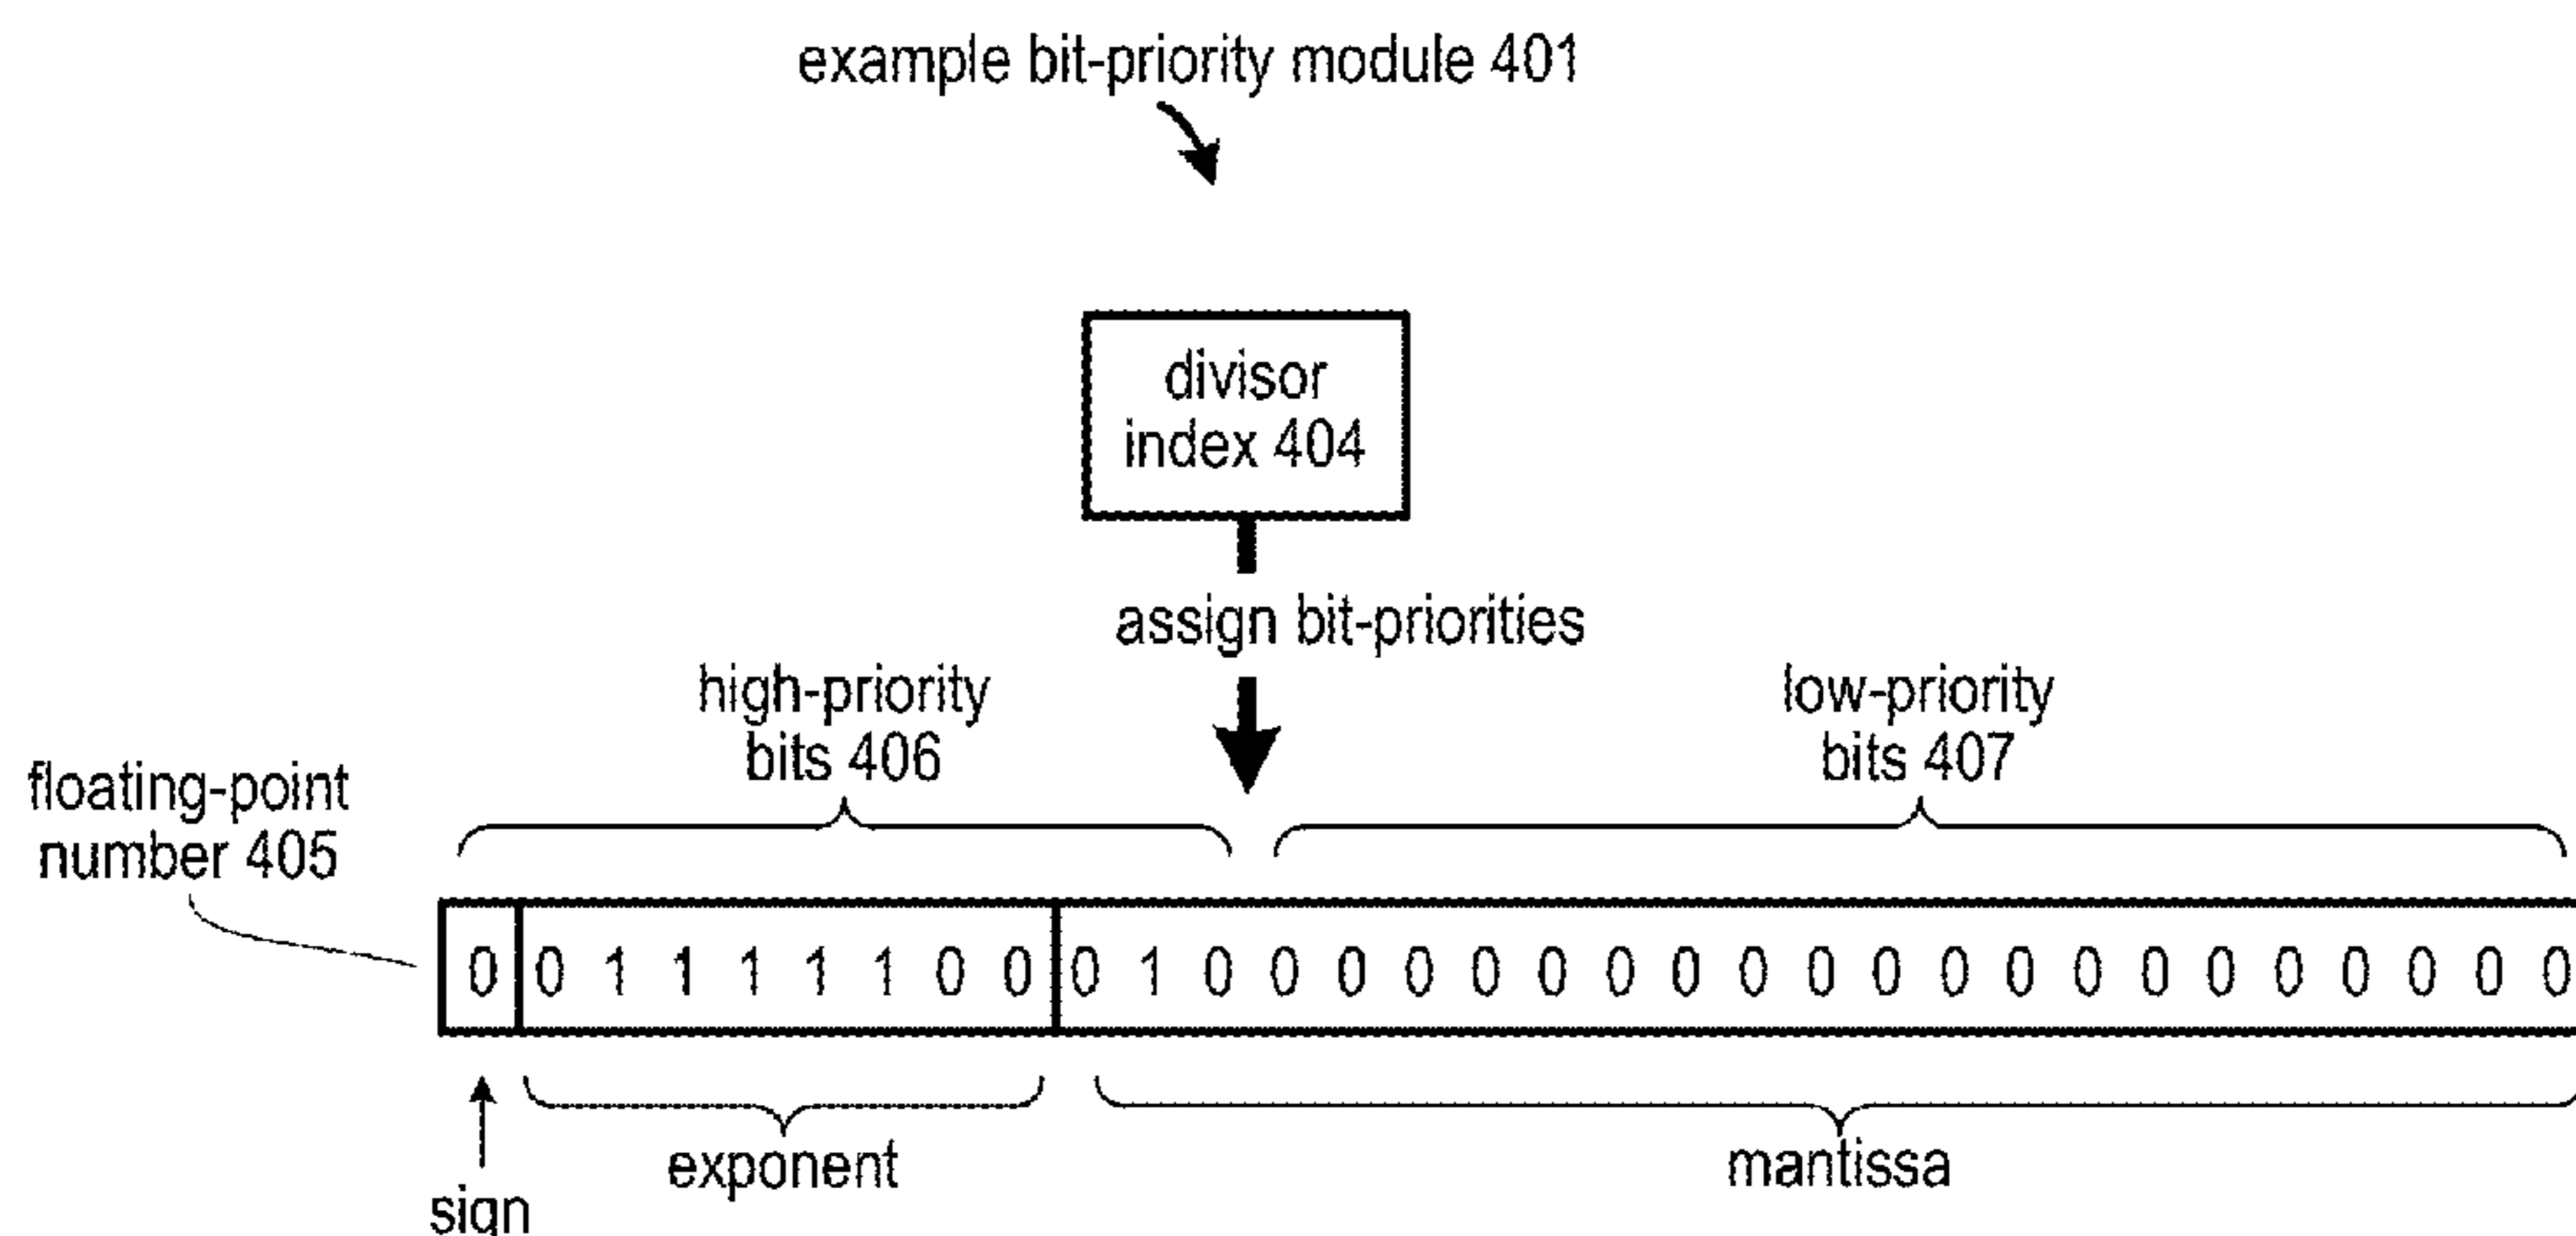 example bit-priority module 401
divisor
index 404
assign bit-priorities
high-priority
bits 406
low-priority
bits 407
floating-point
number 405
0 0 1 1 1 1 1 0 0 0 1 0 0 0 0 0 0 0 0 0 0 0 0 0 0 0 0 0 0 0 0 0
exponent
mantissa
sign